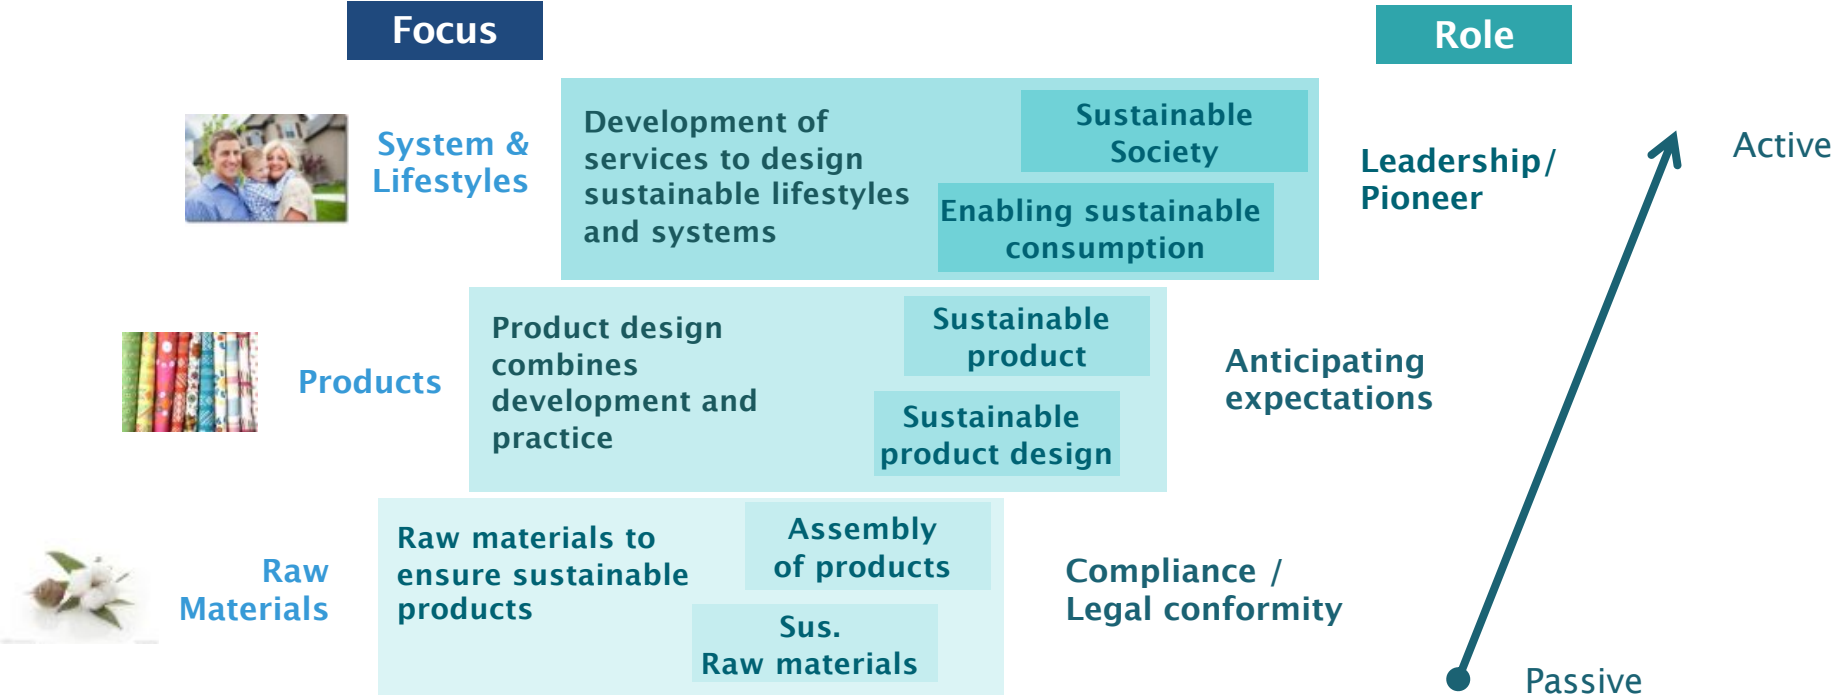 Focus
Role
System &
Lifestyles
Development of
services to design
sustainable lifestyles
and systems
Sustainable
Society
Enabling sustainable
consumption
Leadership/
Pioneer
Active
Products
Product design
combines
development and
practice
Sustainable
product
Sustainable
product design
Anticipating
expectations
Raw
Materials
Raw materials to
ensure sustainable
products
Assembly
of products
Sus.
Raw materials
Compliance /
Legal conformity
Passive